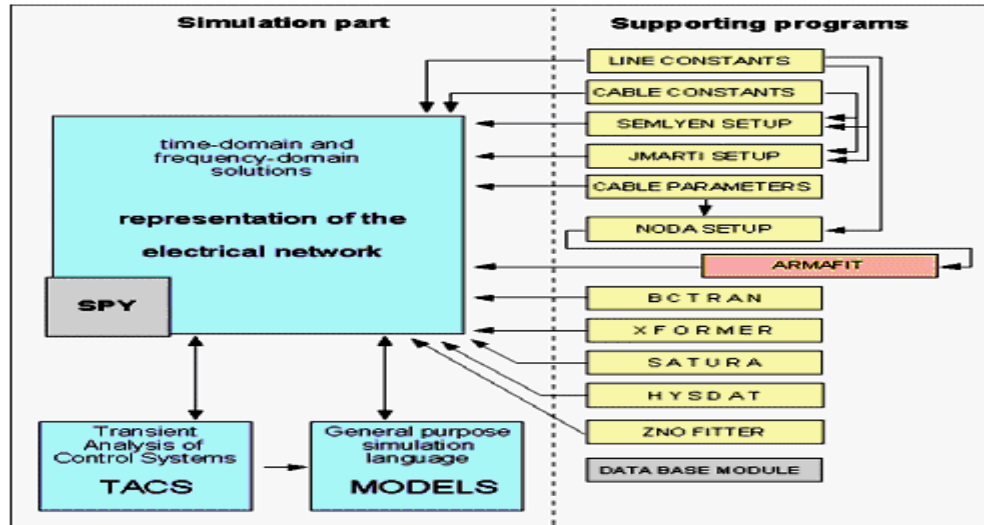 Simulation part
Supporting programs
LINE CONSTANTS
CABLE CONSTANTS
SEMLYEN SETUP
JMARTI SETUP
CABLE PARAMETERS
NODA SETUP
ARMAFIT
BCTRAN
XFORMER
SATURA
HYSDAT
ZNO FITTER
DATA BASE MODULE
time-domain and
frequency-domain
solutions
representation of the
electrical network
SPY
Transient
Analysis of
Control Systems
TACS
General purpose
simulation
language
MODELS